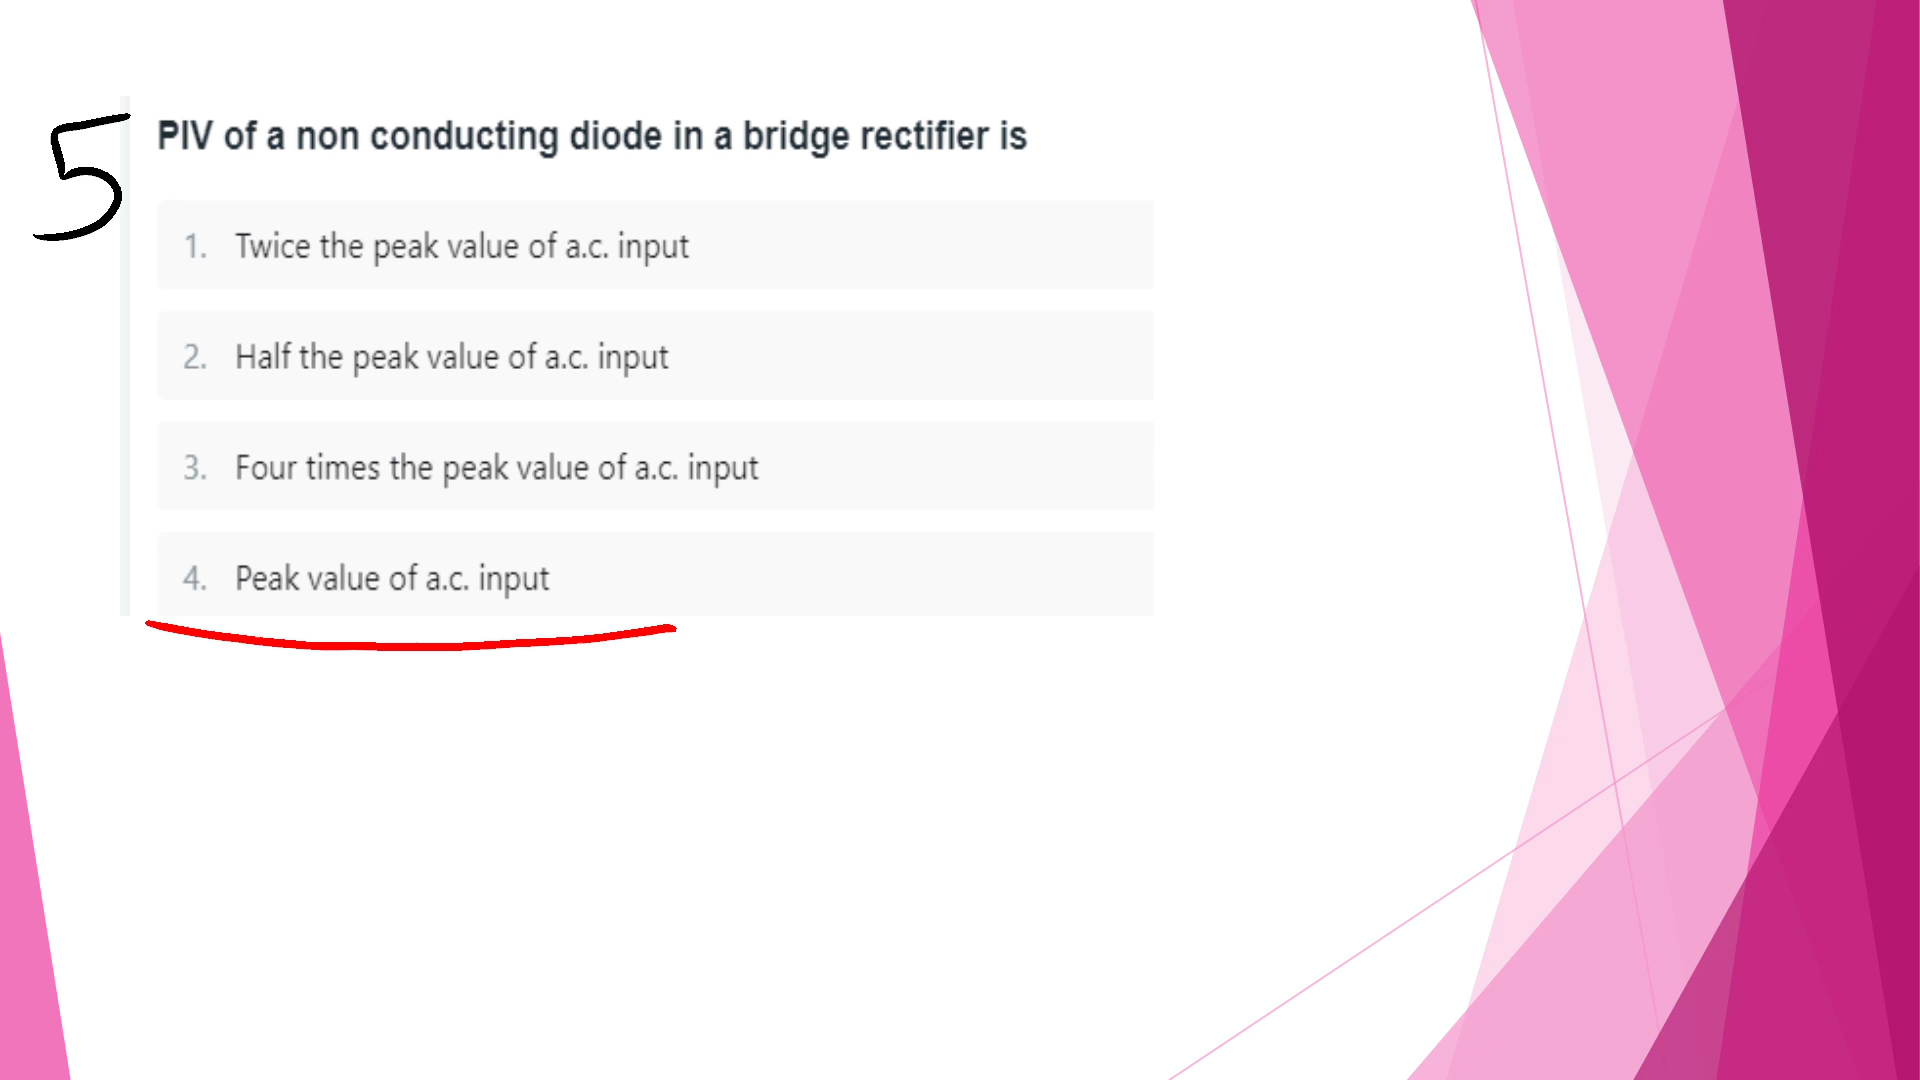 5
PIV of a non conducting diode in a bridge rectifier is
1. Twice the peak value of a.c. input
2. Half the peak value of a.c. input
3. Four times the peak value of a.c. input
4. Peak value of a.c. input